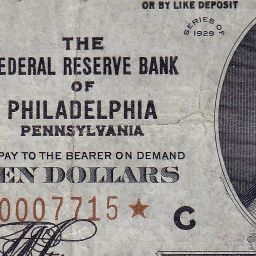 OR BY LIKE DEPOSIT
SERIES OF
1929
THE
FEDERAL RESERVE BANK
OF
PHILADELPHIA
PENNSYLVANIA
PAY TO THE BEARER ON DEMAND
EN DOLLARS
0007715★
C